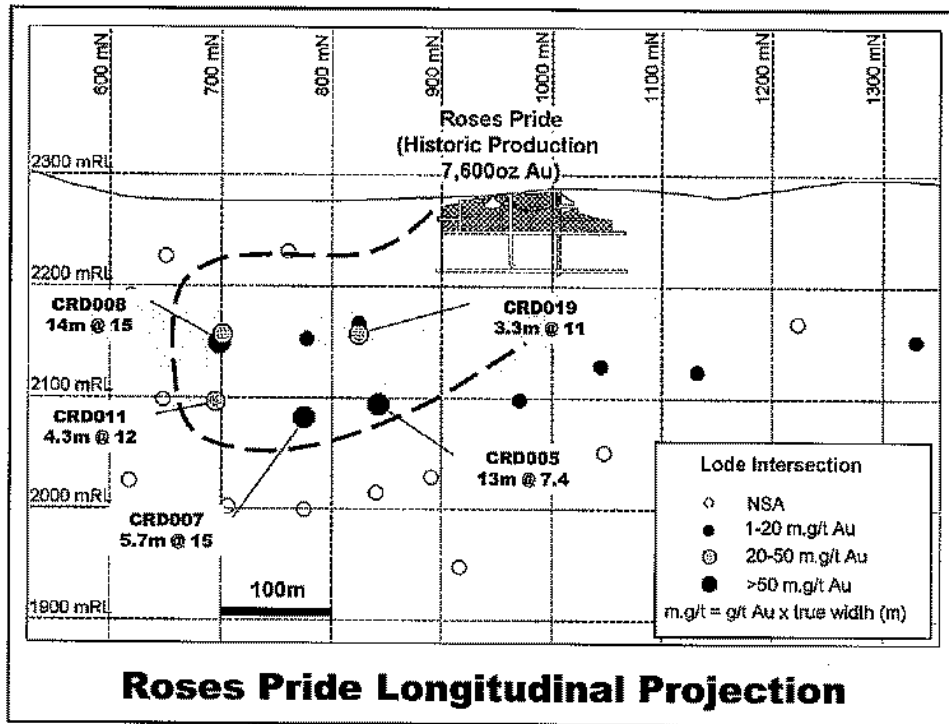 600 mN
700 mN
800 mN
900 mN
1000 mN
1100 mN
1200 mN
1300 mN
Roses Pride
(Historic Production
7,600oz Au)
2300 mRL
2200 mRL
CRD008
14m @ 15
CRD019
3.3m @ 11
2100 mRL
CRD011
4.3m @ 12
CRD005
13m @ 7.4
2000 mRL
CRD007
5.7m @ 15
100m
1900 mRL
Lode Intersection
NSA
1-20 m.g/t Au
20-50 m.g/t Au
>50 m.g/t Au
m.g/t = g/t Au x true width (m)
Roses Pride Longitudinal Projection